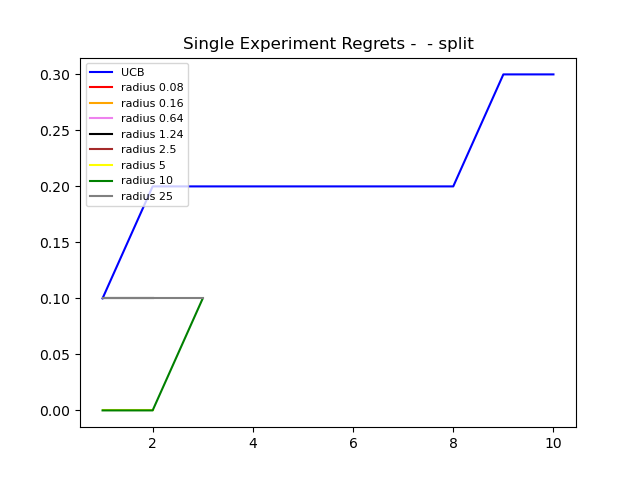 Single Experiment Regrets -  - split
0.30
0.25
0.20
0.15
0.10
0.05
0.00
UCB
radius 0.08
radius 0.16
radius 0.64
radius 1.24
radius 2.5
radius 5
radius 10
radius 25
2
4
6
8
10